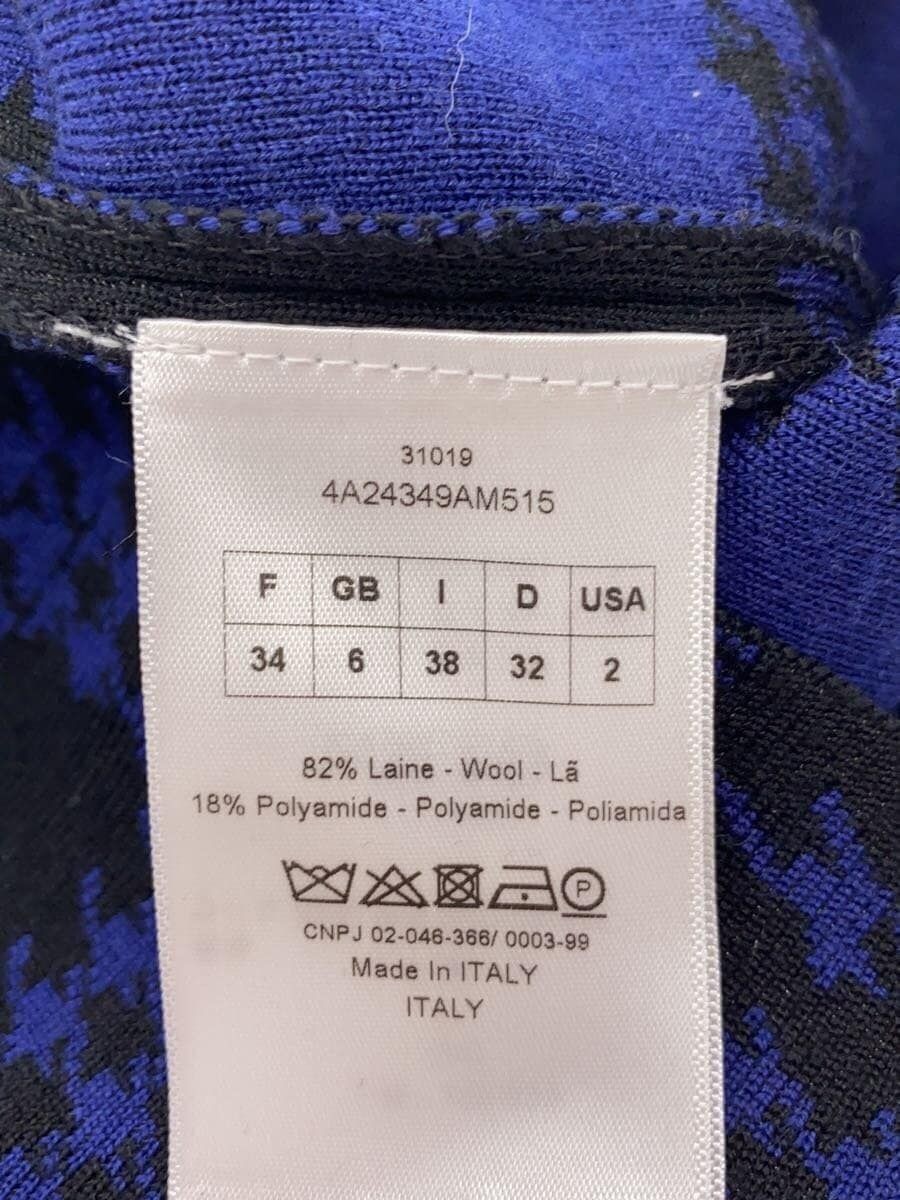 31019
4A24349AM515
F GB I D USA
34 6 38 32 2
82% Laine - Wool - Lã
18% Polyamide - Polyamide - Poliamida
P
CNPJ 02-046-366/ 0003-99
Made In ITALY
ITALY